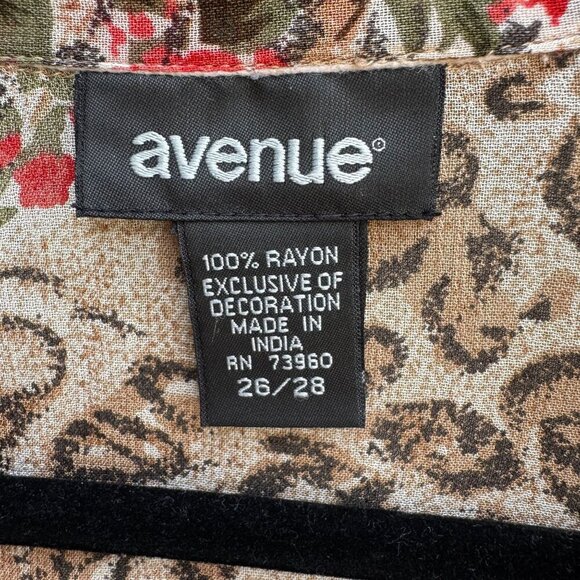 avenue®
100% RAYON
EXCLUSIVE OF
DECORATION
MADE IN
INDIA
RN 73960
26/28